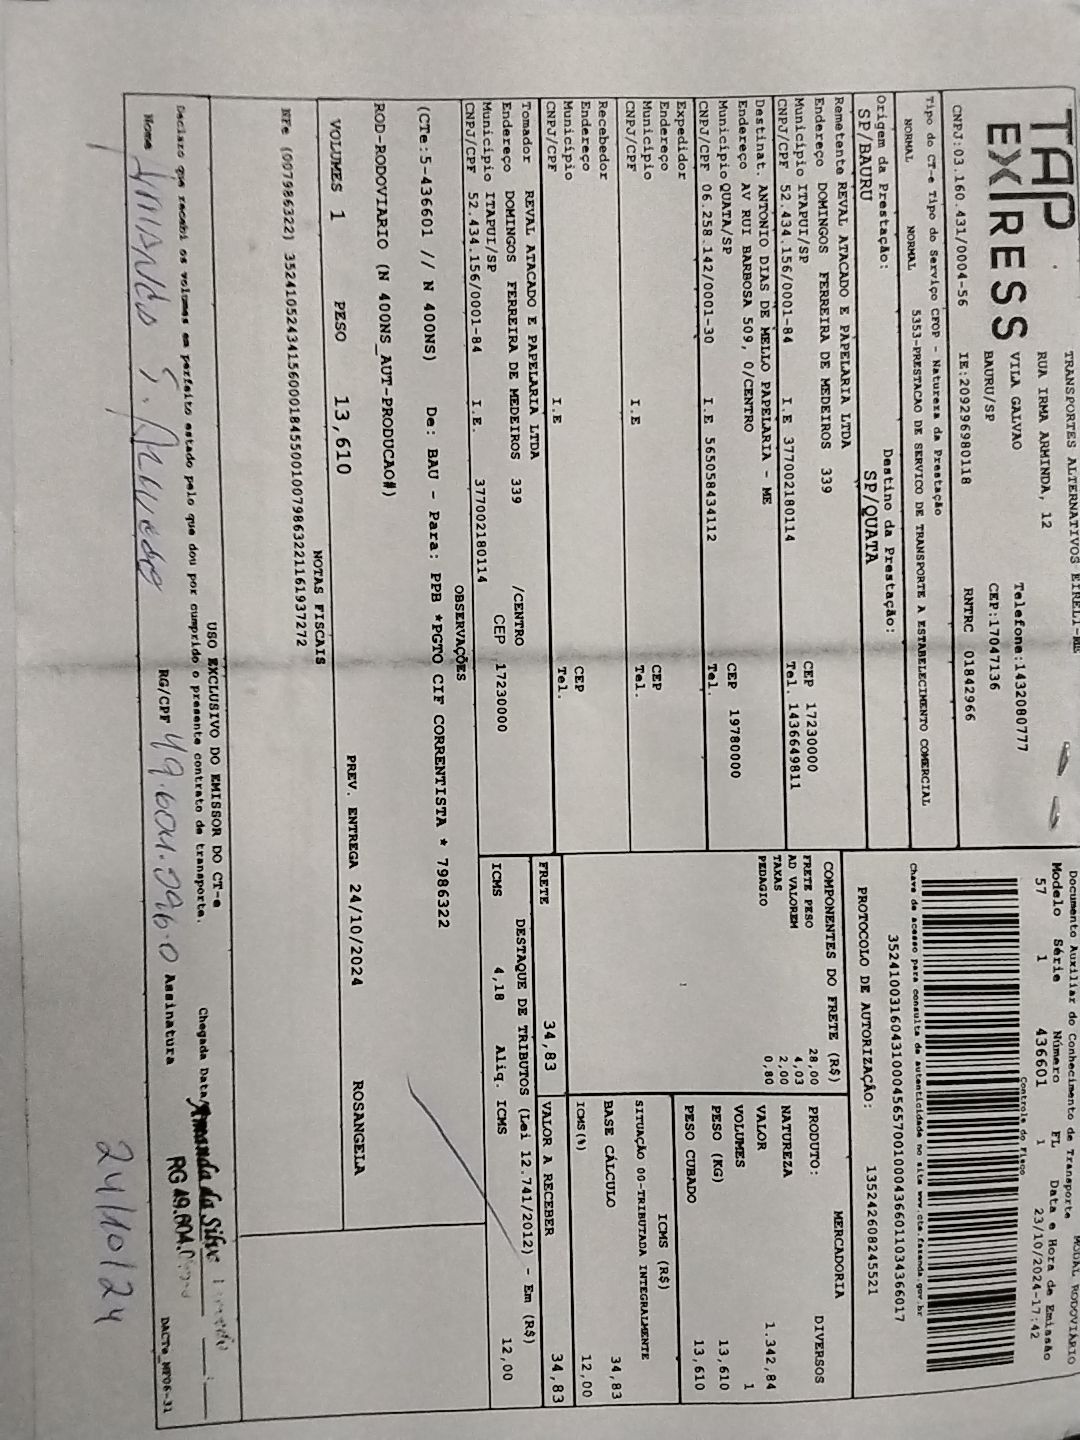 TAP
EXPRESS
TRANSPORTES ALTERNATIVOS EIRELI-ME
RUA IRMA ARMINDA, 12
VILA GALVAO
BAURU/SP
Telefone:1432080777
CEP:17047136
CNPJ:03.160.431/0004-56 IE:209296980118 RNTRC 01842966
Tipo do CT-e Tipo do Serviço CFOP - Natureza da Prestação
NORMAL NORMAL 5353-PRESTACAO DE SERVICO DE TRANSPORTE A ESTABELECIMENTO COMERCIAL
Origem da Prestação: Destino da Prestação:
SP/BAURU SP/QUATA
Remetente REVAL ATACADO E PAPELARIA LTDA
Endereço DOMINGOS FERREIRA DE MEDEIROS 339
Município ITAPUI/SP CEP 17230000
CNPJ/CPF 52.434.156/0001-84 I.E 377002180114 Tel. 1436649811
Destinat. ANTONIO DIAS DE MELLO PAPELARIA - ME
Endereço AV RUI BARBOSA 509, 0/CENTRO
Município QUATA/SP CEP 19780000
CNPJ/CPF 06.258.142/0001-30 I.E 565058434112 Tel.
Expedidor
Endereço
Município CEP
CNPJ/CPF I.E Tel.
Recebedor
Endereço
Município CEP
CNPJ/CPF I.E Tel.
Tomador REVAL ATACADO E PAPELARIA LTDA
Endereço DOMINGOS FERREIRA DE MEDEIROS 339 /CENTRO
Município ITAPUI/SP CEP 17230000
CNPJ/CPF 52.434.156/0001-84 I.E. 377002180114
Documento Auxiliar do Conhecimento de Transporte MODAL RODOVIÁRIO
Modelo Série Número FL Data e Hora de Emissão
57 1 436601 1 23/10/2024-17:42
Controle do Fisco
Chave de acesso para consulta de autenticidade no site www.cte.fazenda.gov.br
35241003160431000456570010004366011034366017
PROTOCOLO DE AUTORIZAÇÃO: 135242608245521
COMPONENTES DO FRETE (R$)
FRETE PESO 28,00
AD VALOREM 4,03
TAXAS 2,00
PEDAGIO 0,80
MERCADORIA
PRODUTO: DIVERSOS
NATUREZA
VALOR 1.342,84
VOLUMES 1
PESO (KG) 13,610
PESO CUBADO 13,610
ICMS (R$)
SITUAÇÃO 00-TRIBUTADA INTEGRALMENTE
BASE CÁLCULO 34,83
ICMS(%) 12,00
FRETE 34,83 VALOR A RECEBER 34,83
DESTAQUE DE TRIBUTOS (Lei 12.741/2012) - Em (R$)
ICMS 4,18 Aliq. ICMS 12,00
OBSERVAÇÕES
(CTe:5-436601 // N 400NS) De: BAU - Para: PPB *PGTO CIF CORRENTISTA * 7986322
ROD-RODOVIARIO (N 400NS_AUT-PRODUCAO#)
VOLUMES 1 PESO 13,610 PREV. ENTREGA 24/10/2024 ROSANGELA
NOTAS FISCAIS
NFe (007986322) 35241052434156000184550010079863221161937272
USO EXCLUSIVO DO EMISSOR DO CT-e
Declaro que recebi os volumes em perfeito estado pelo que dou por cumprido o presente contrato de transporte. Chegada Data/
Nome RG/CPF 49.604.096-0 Assinatura
Amanda da Silva
RG 49.604.0
DACTe_MF06-31
24/10/24